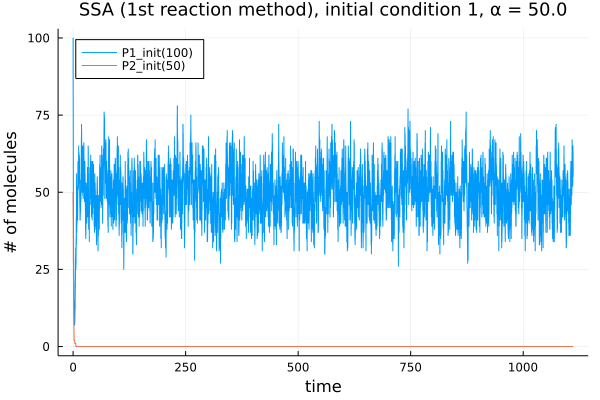 SSA (1st reaction method), initial condition 1, α = 50.0
100
75
50
25
0
# of molecules
P1_init(100)
P2_init(50)
0
250
500
750
1000
time